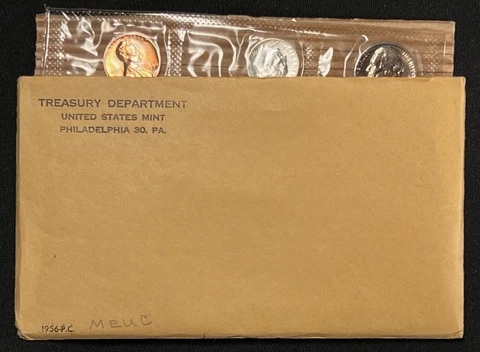 TREASURY DEPARTMENT
UNITED STATES MINT
PHILADELPHIA 30, PA.
1956-P.C. MEUC